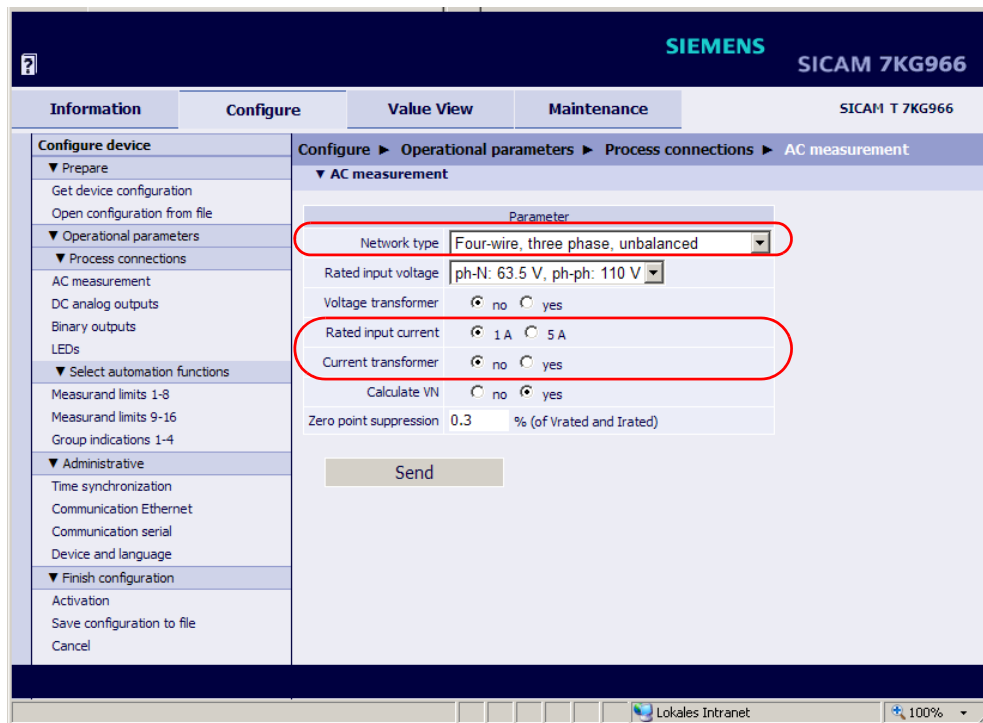 SIEMENS
?
SICAM 7KG966
Information Configure Value View Maintenance SICAM T 7KG966
Configure device
▼ Prepare
Get device configuration
Open configuration from file
▼ Operational parameters
▼ Process connections
AC measurement
DC analog outputs
Binary outputs
LEDs
▼ Select automation functions
Measurand limits 1-8
Measurand limits 9-16
Group indications 1-4
▼ Administrative
Time synchronization
Communication Ethernet
Communication serial
Device and language
▼ Finish configuration
Activation
Save configuration to file
Cancel
Configure ► Operational parameters ► Process connections ► AC measurement
▼ AC measurement
Parameter
Network type Four-wire, three phase, unbalanced
Rated input voltage ph-N: 63.5 V, ph-ph: 110 V
Voltage transformer no yes
Rated input current 1 A 5 A
Current transformer no yes
Calculate VN no yes
Zero point suppression 0.3 % (of Vrated and Irated)
Send
Lokales Intranet 100%